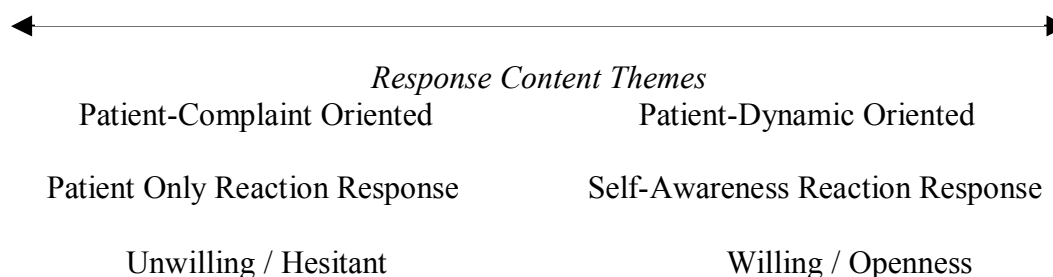 Response Content Themes
Patient-Complaint Oriented Patient-Dynamic Oriented
Patient Only Reaction Response Self-Awareness Reaction Response
Unwilling / Hesitant Willing / Openness